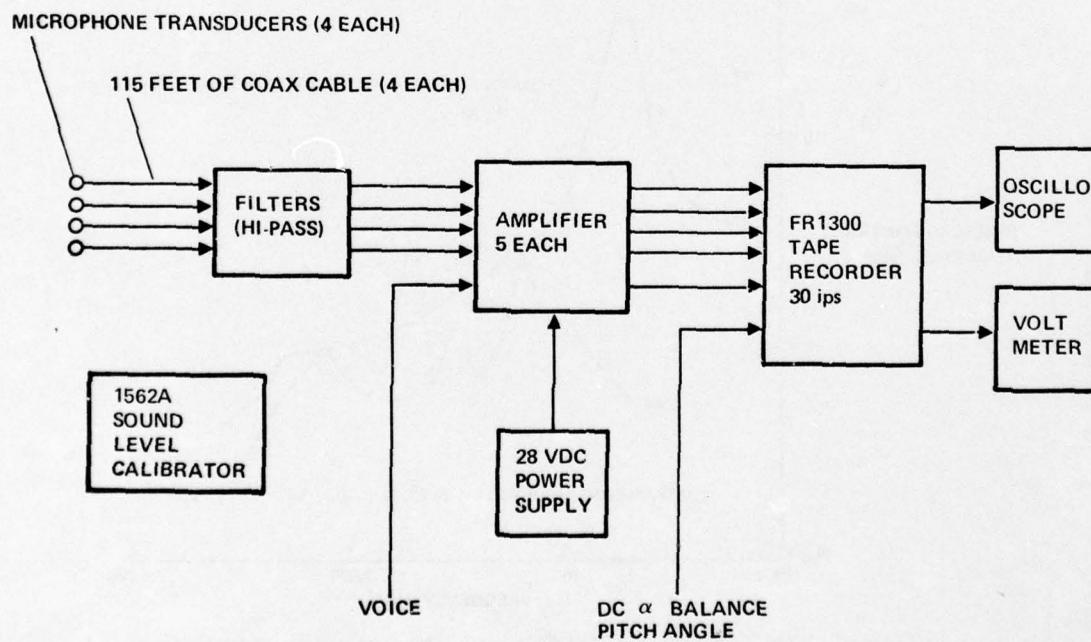 MICROPHONE TRANSDUCERS (4 EACH)
115 FEET OF COAX CABLE (4 EACH)
FILTERS
(HI-PASS)
AMPLIFIER
5 EACH
FR1300
TAPE
RECORDER
30 ips
OSCILLO
SCOPE
VOLT
METER
1562A
SOUND
LEVEL
CALIBRATOR
28 VDC
POWER
SUPPLY
VOICE
DC α BALANCE
PITCH ANGLE